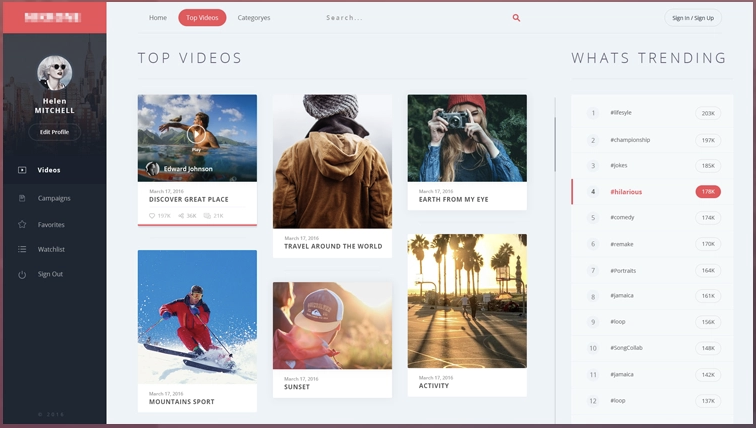 Home
Top Videos
Categoryes
Search...
Sign in / Sign Up
Helen
MITCHELL
Edit Profile
Videos
Campaigns
Favorites
Watchlist
Sign Out
© 2016
TOP VIDEOS
Play
Edward Johnson
March 17, 2016
DISCOVER GREAT PLACE
197K
36K
21K
March 17, 2016
TRAVEL AROUND THE WORLD
March 17, 2016
EARTH FROM MY EYE
March 17, 2016
MOUNTAINS SPORT
March 17, 2016
SUNSET
March 17, 2016
ACTIVITY
WHATS TRENDING
1 #lifesyle 203K
2 #championship 197K
3 #jokes 185K
4 #hilarious 178K
5 #comedy 174K
6 #remake 170K
7 #Portraits 164K
8 #jamaica 161K
9 #loop 156K
10 #SongCollab 148K
11 #jamaica 142K
12 #loop 137K